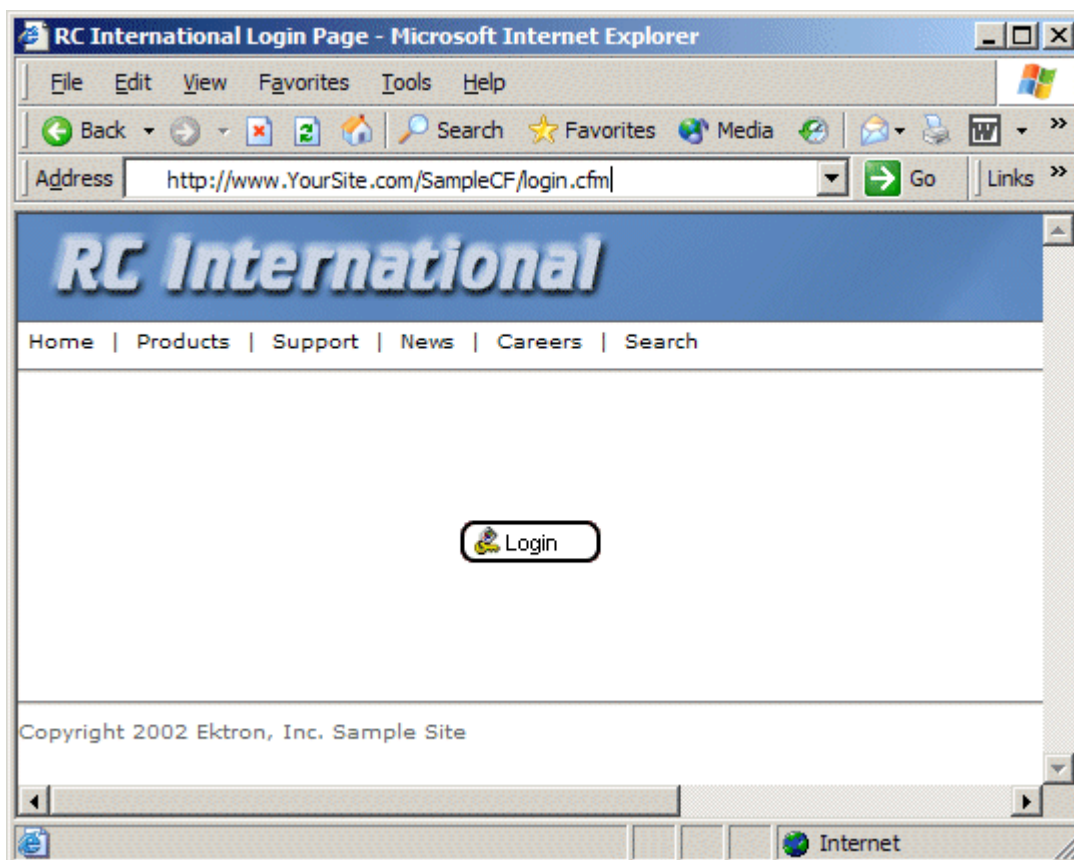 RC International Login Page - Microsoft Internet Explorer
File Edit View Favorites Tools Help
Back Search Favorites Media W »
Address http://www.YourSite.com/SampleCF/login.cfm Go Links »
RC International
Home | Products | Support | News | Careers | Search
Login
Copyright 2002 Ektron, Inc. Sample Site
Internet